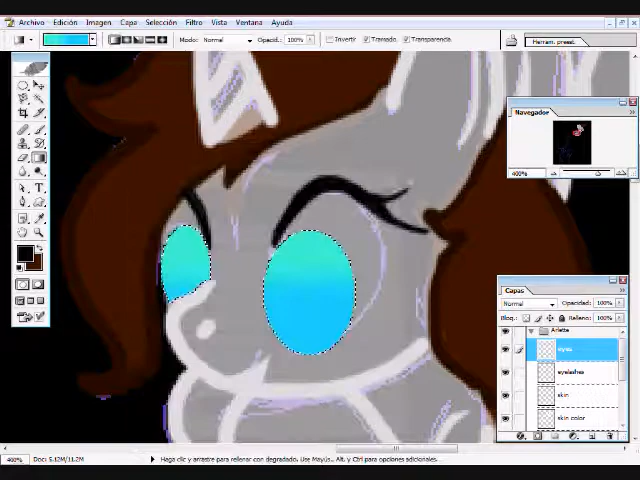 Archivo Edición Imagen Capa Selección Filtro Vista Ventana Ayuda
Modo: Normal Opacid.: 100% Invertir Tramado. Transparencia.
Herram. preest.
Navegador
400%
Capas
Normal Opacidad: 100%
Bloq.: Relleno: 100%
Arlette
eyes
eyelashes
skin
skin color
400% Doc: 5.12M/11.2M Haga clic y arrastre para rellenar con degradado. Use Mayús., Alt. y Ctrl para opciones adicionales.